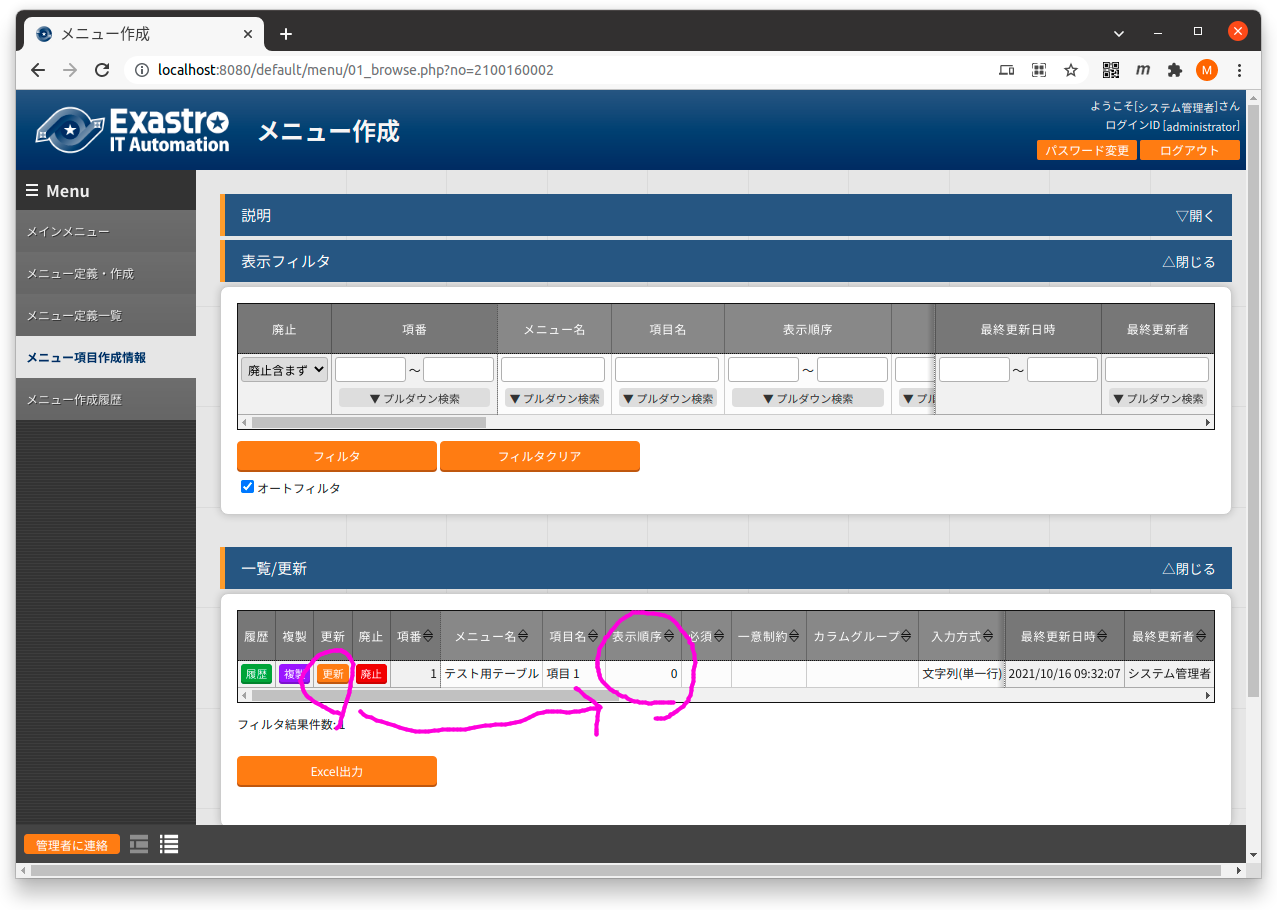 メニュー作成
localhost:8080/default/menu/01_browse.php?no=2100160002
M
Exastro
IT Automation
メニュー作成
ようこそ[システム管理者]さん
ログインID [administrator]
パスワード変更 ログアウト
Menu
メインメニュー
メニュー定義・作成
メニュー定義一覧
メニュー項目作成情報
メニュー作成履歴
説明 ▽開く
表示フィルタ △閉じる
廃止 項番 メニュー名 項目名 表示順序 最終更新日時 最終更新者
廃止含まず ～ ～ ～
▼プルダウン検索 ▼プルダウン検索 ▼プルダウン検索 ▼プルダウン検索 ▼プル ▼プルダウン検索
フィルタ フィルタクリア
オートフィルタ
一覧/更新 △閉じる
履歴 複製 更新 廃止 項番 メニュー名 項目名 表示順序 必須 一意制約 カラムグループ 入力方式 最終更新日時 最終更新者
履歴 複製 更新 廃止 1 テスト用テーブル 項目 1 0 文字列(単一行) 2021/10/16 09:32:07 システム管理者
フィルタ結果件数: 1
Excel出力
管理者に連絡